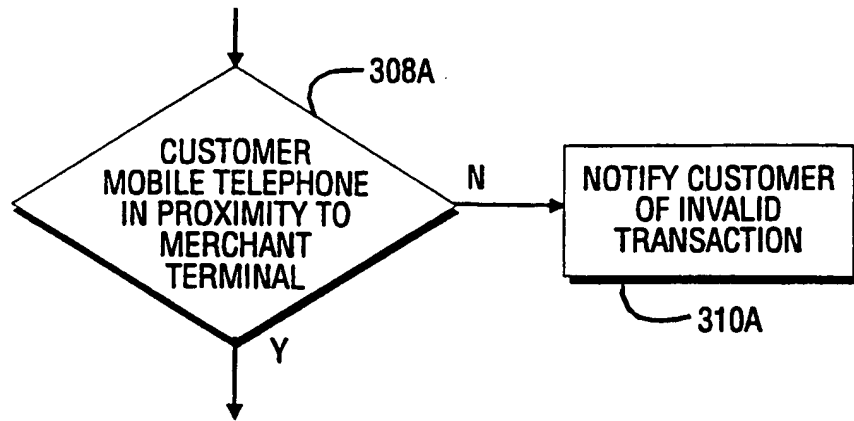 308A
CUSTOMER
MOBILE TELEPHONE
IN PROXIMITY TO
MERCHANT
TERMINAL
N
NOTIFY CUSTOMER
OF INVALID
TRANSACTION
310A
Y